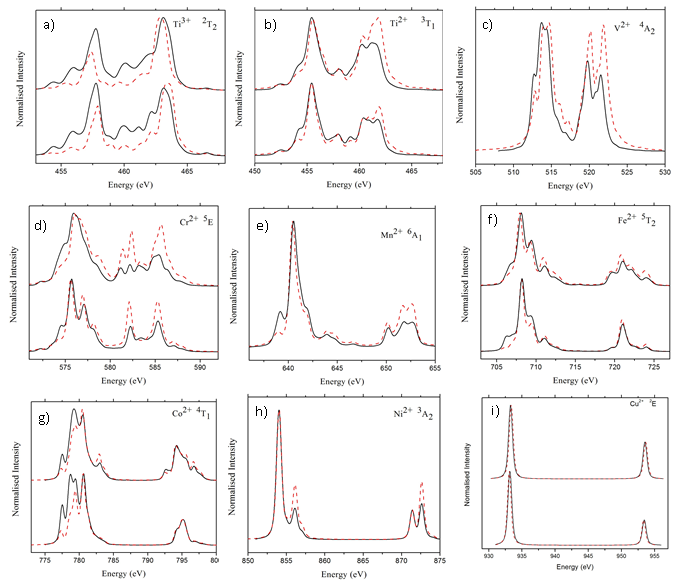 a) Ti³⁺ ²T₂
Normalised Intensity
455 460 465
Energy (eV)
b) Ti²⁺ ³T₁
Normalised Intensity
450 455 460 465
Energy (eV)
c) V²⁺ ⁴A₂
Normalised Intensity
505 510 515 520 525 530
Energy (eV)
d) Cr²⁺ ⁵E
Normalised Intensity
575 580 585 590
Energy (eV)
e) Mn²⁺ ⁶A₁
Normalised Intensity
640 645 650 655
Energy (eV)
f) Fe²⁺ ⁵T₂
Normalised Intensity
705 710 715 720 725
Energy (eV)
g) Co²⁺ ⁴T₁
Normalised Intensity
775 780 785 790 795 80
Energy (eV)
h) Ni²⁺ ³A₂
Normalised Intensity
850 855 860 865 870 875
Energy (eV)
i) Cu²⁺ ²E
Normalised Intensity
930 935 940 945 950 955
Energy (eV)